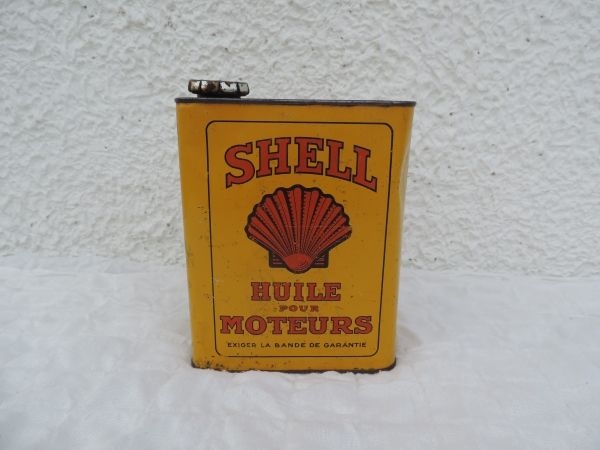 SHELL
HUILE
POUR
MOTEURS
EXIGER LA BANDE DE GARANTIE